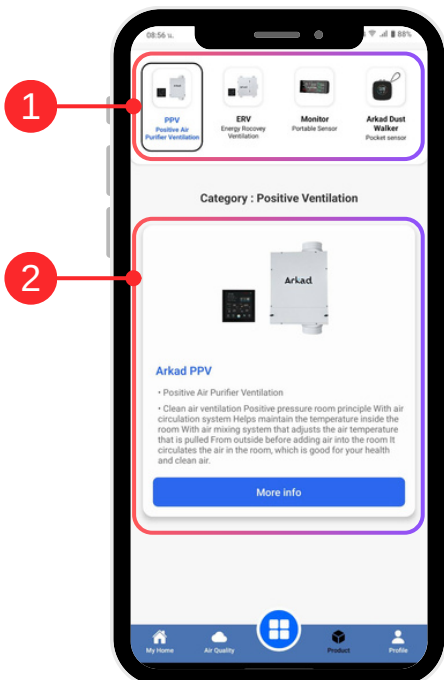 08:56 น.
88%
1
PPV
Positive Air
Purifier Ventilation
ERV
Energy Rocovey
Ventilation
Monitor
Portable Sensor
Arkad Dust
Walker
Pocket sensor
Category : Positive Ventilation
2
Arkad
Arkad PPV
• Positive Air Purifier Ventilation
• Clean air ventilation Positive pressure room principle With air
circulation system Helps maintain the temperature inside the
room With air mixing system that adjusts the air temperature
that is pulled From outside before adding air into the room It
circulates the air in the room, which is good for your health
and clean air.
More info
My Home
Air Quality
Product
Profile